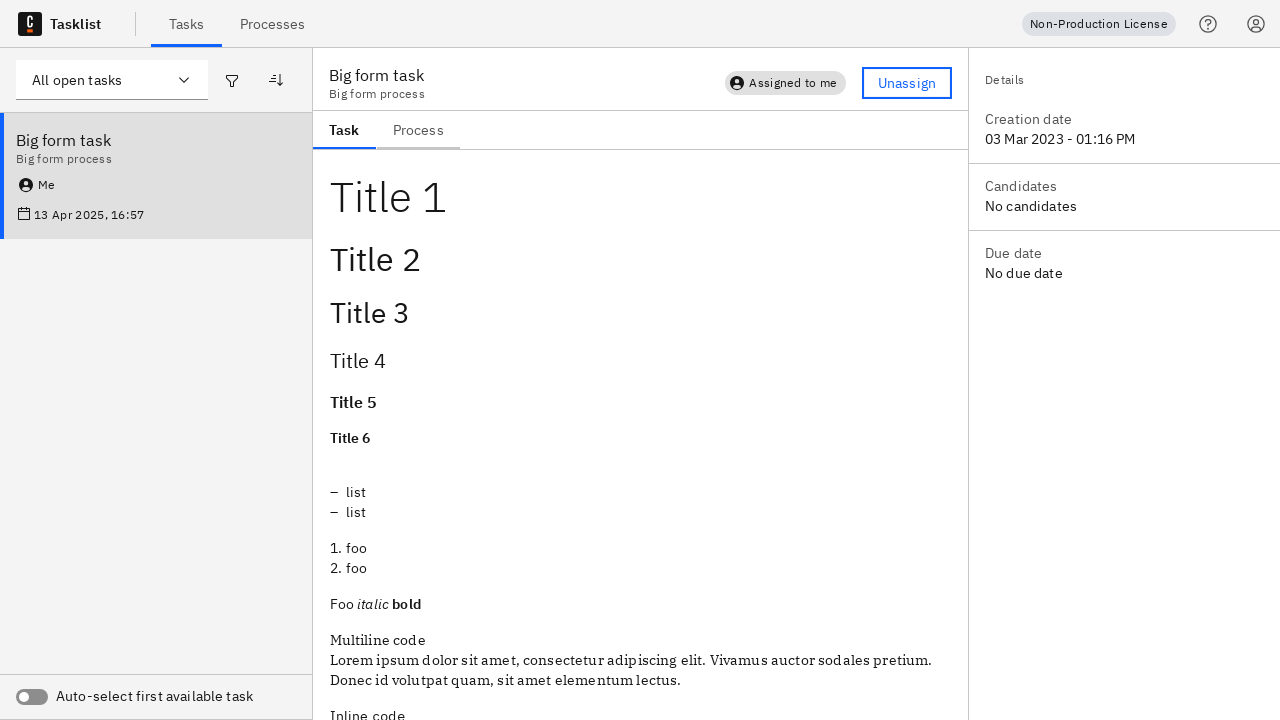 Tasklist
Tasks
Processes
Non-Production License
All open tasks
Big form task
Big form process
Me
13 Apr 2025, 16:57
Auto-select first available task
Big form task
Big form process
Assigned to me
Unassign
Task
Process
Title 1
Title 2
Title 3
Title 4
Title 5
Title 6
– list
– list
1. foo
2. foo
Foo italic bold
Multiline code
Lorem ipsum dolor sit amet, consectetur adipiscing elit. Vivamus auctor sodales pretium.
Donec id volutpat quam, sit amet elementum lectus.
Inline code
Details
Creation date
03 Mar 2023 - 01:16 PM
Candidates
No candidates
Due date
No due date